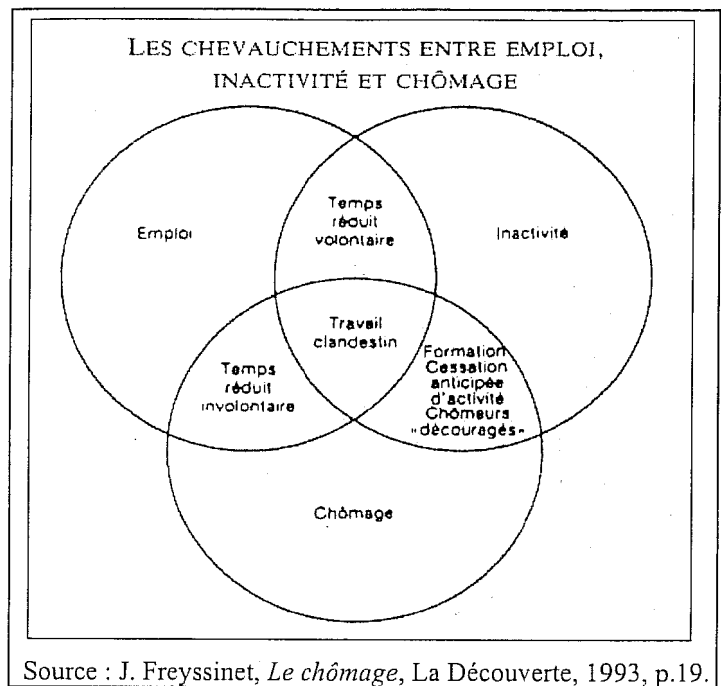 LES CHEVAUCHEMENTS ENTRE EMPLOI,
INACTIVITÉ ET CHÔMAGE
Temps
réduit
volontaire
Emploi
Inactivité
Travail
clandestin
Temps
réduit
involontaire
Formation
Cessation
anticipée
d'activité
Chômeurs
«découragés»
Chômage
Source : J. Freyssinet, Le chômage, La Découverte, 1993, p.19.